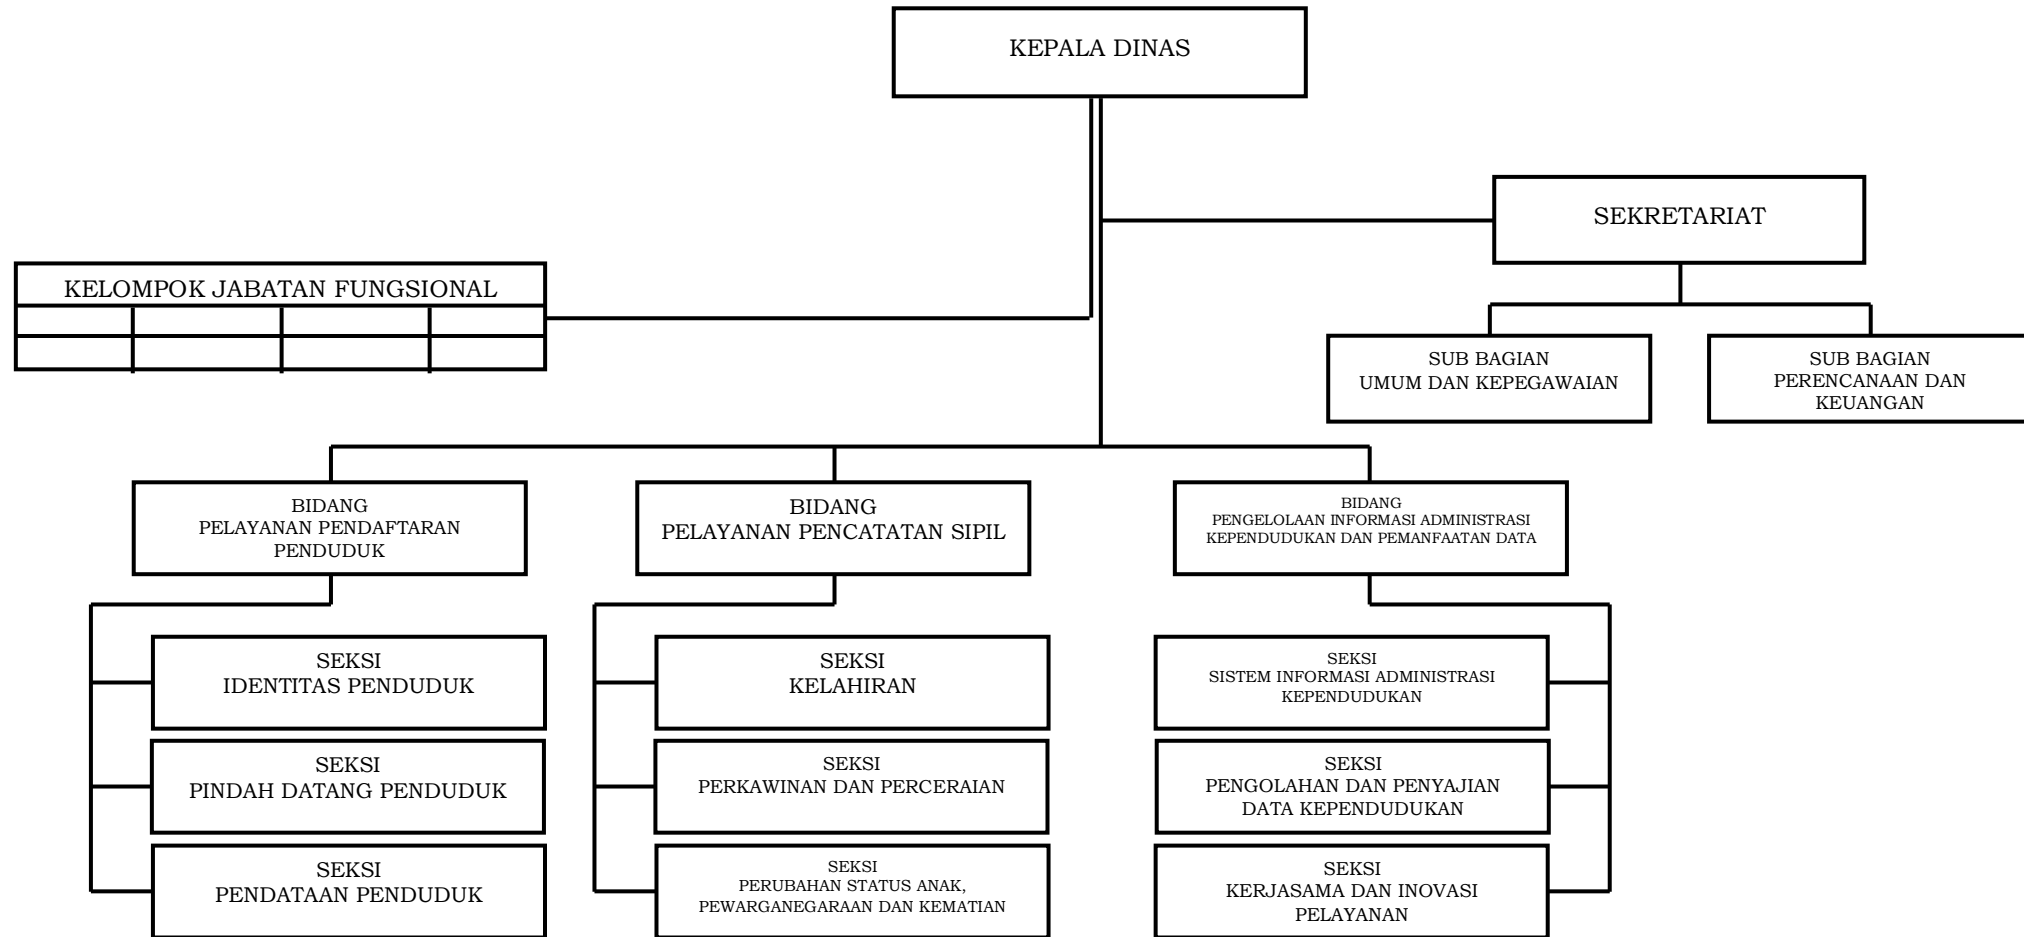 KEPALA DINAS
SEKRETARIAT
KELOMPOK JABATAN FUNGSIONAL
SUB BAGIAN
UMUM DAN KEPEGAWAIAN
SUB BAGIAN
PERENCANAAN DAN
KEUANGAN
BIDANG
PELAYANAN PENDAFTARAN
PENDUDUK
BIDANG
PELAYANAN PENCATATAN SIPIL
BIDANG
PENGELOLAAN INFORMASI ADMINISTRASI
KEPENDUDUKAN DAN PEMANFAATAN DATA
SEKSI
IDENTITAS PENDUDUK
SEKSI
PINDAH DATANG PENDUDUK
SEKSI
PENDATAAN PENDUDUK
SEKSI
KELAHIRAN
SEKSI
PERKAWINAN DAN PERCERAIAN
SEKSI
PERUBAHAN STATUS ANAK,
PEWARGANEGARAAN DAN KEMATIAN
SEKSI
SISTEM INFORMASI ADMINISTRASI
KEPENDUDUKAN
SEKSI
PENGOLAHAN DAN PENYAJIAN
DATA KEPENDUDUKAN
SEKSI
KERJASAMA DAN INOVASI
PELAYANAN